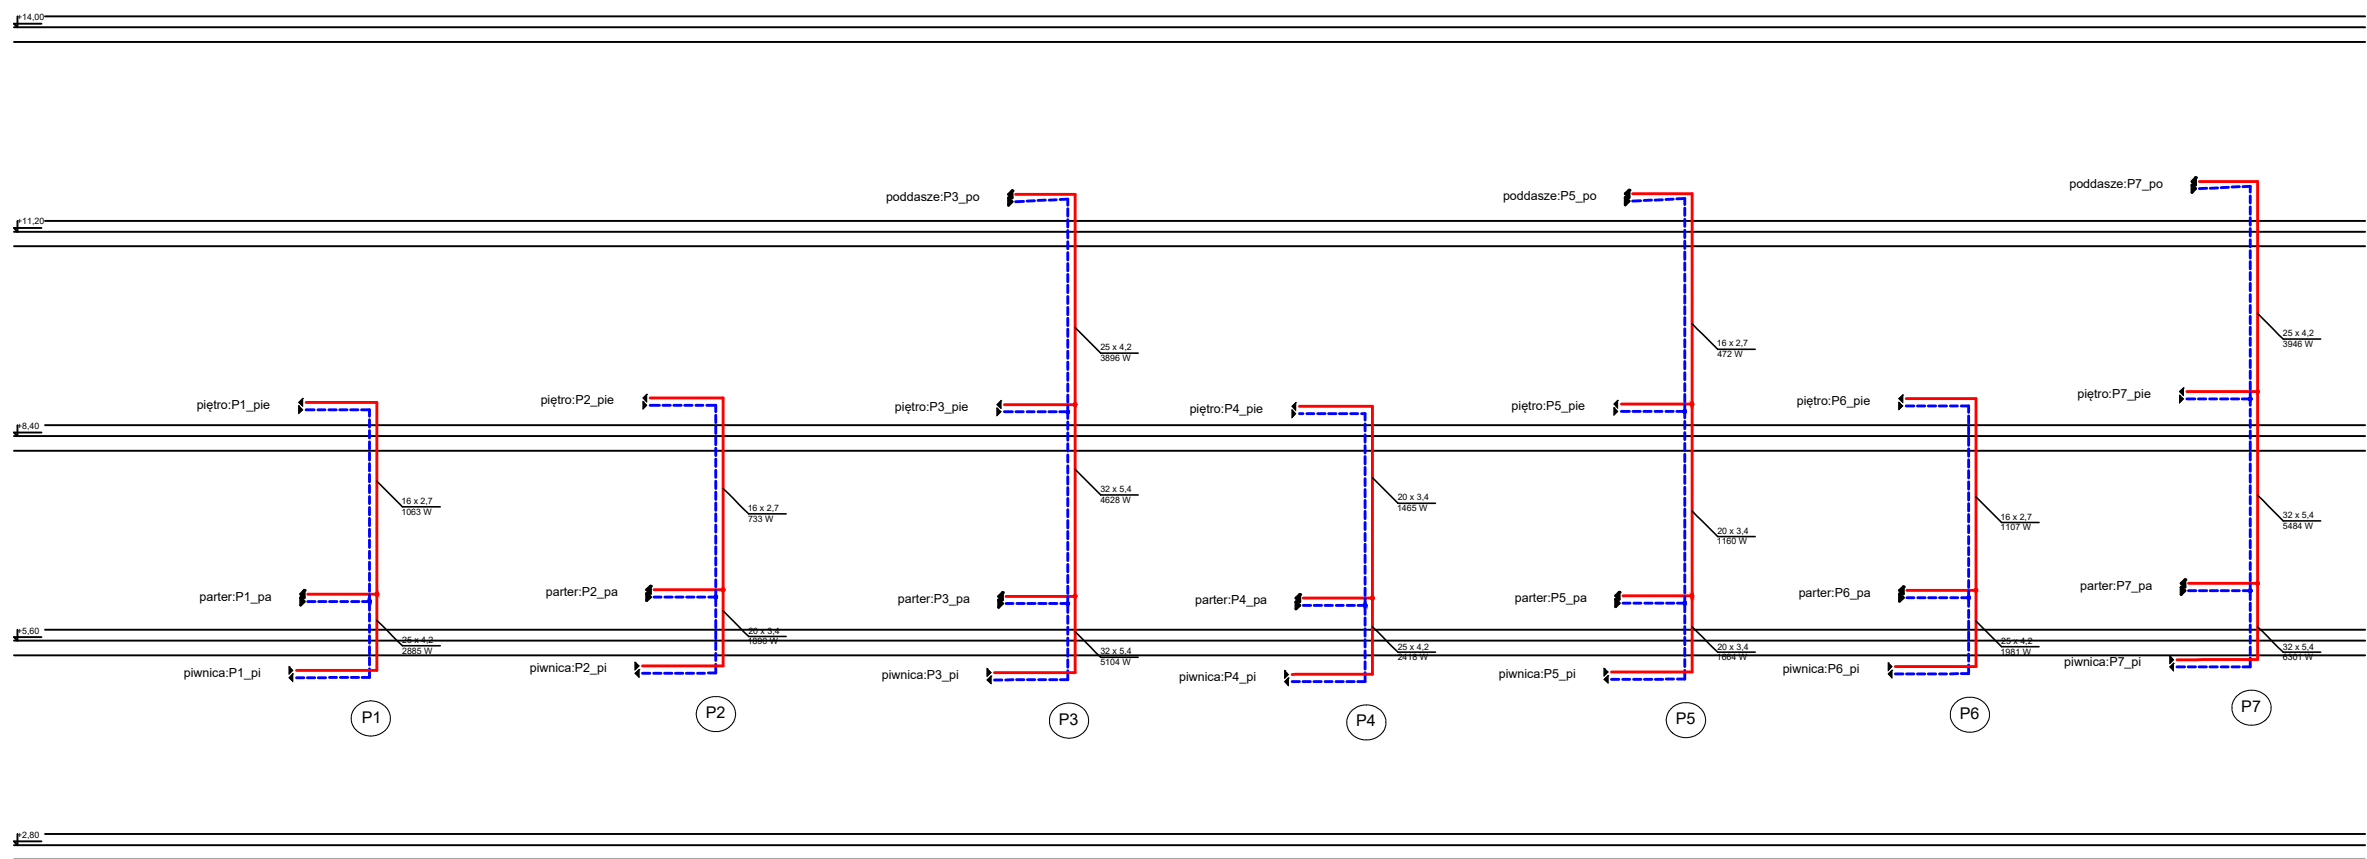 +14,00
poddasze:P7_po
poddasze:P3_po
poddasze:P5_po
+11,20
25 x 4,2
3896 W
16 x 2,7
472 W
25 x 4,2
3946 W
piętro:P1_pie
piętro:P2_pie
piętro:P3_pie
piętro:P4_pie
piętro:P5_pie
piętro:P6_pie
piętro:P7_pie
+8,40
16 x 2,7
1063 W
16 x 2,7
733 W
32 x 5,4
4628 W
20 x 3,4
1465 W
20 x 3,4
1160 W
16 x 2,7
1107 W
32 x 5,4
5484 W
parter:P1_pa
parter:P2_pa
parter:P3_pa
parter:P4_pa
parter:P5_pa
parter:P6_pa
parter:P7_pa
+5,60
25 x 4,2
2885 W
20 x 3,4
32 x 5,4
5104 W
25 x 4,2
2418 W
20 x 3,4
1664 W
25 x 4,2
1981 W
32 x 5,4
6301 W
piwnica:P1_pi
piwnica:P2_pi
piwnica:P3_pi
piwnica:P4_pi
piwnica:P5_pi
piwnica:P6_pi
piwnica:P7_pi
P1
P2
P3
P4
P5
P6
P7
+2,80